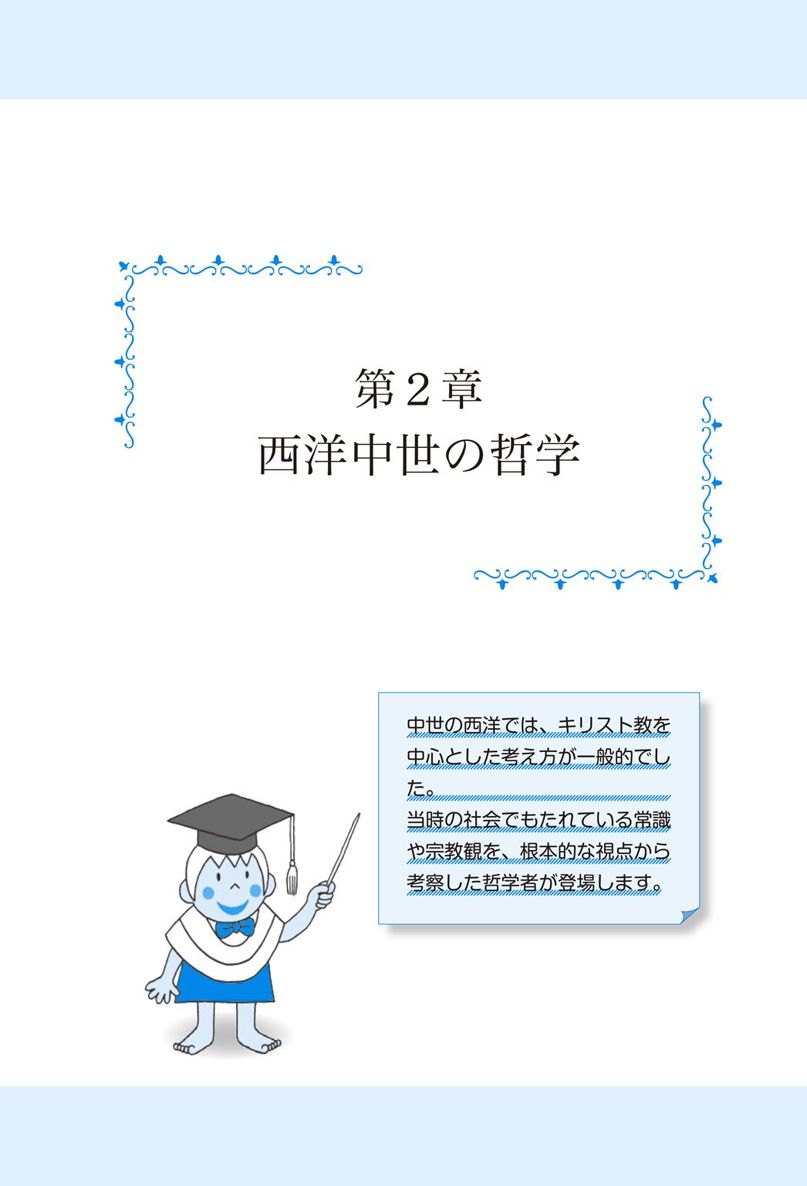 第２章
西洋中世の哲学
中世の西洋では、キリスト教を
中心とした考え方が一般的でし
た。
当時の社会でもたれている常識
や宗教観を、根本的な視点から
考察した哲学者が登場します。